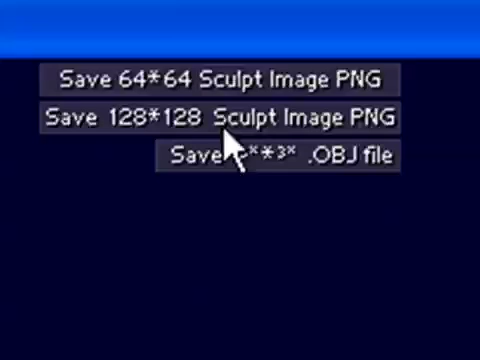 Save 64*64 Sculpt Image PNG
Save 128*128 Sculpt Image PNG
Save .OBJ file